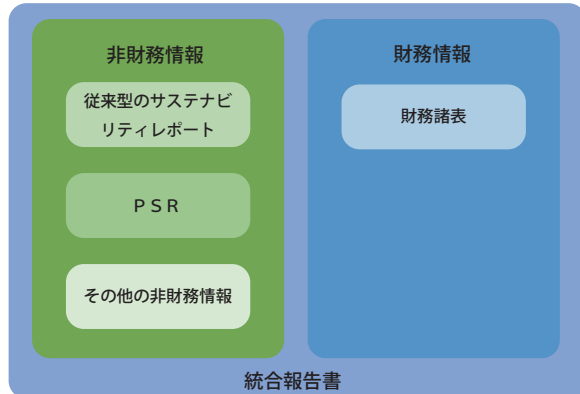 非財務情報
従来型のサステナビ
リティレポート
ＰＳＲ
その他の非財務情報
財務情報
財務諸表
統合報告書